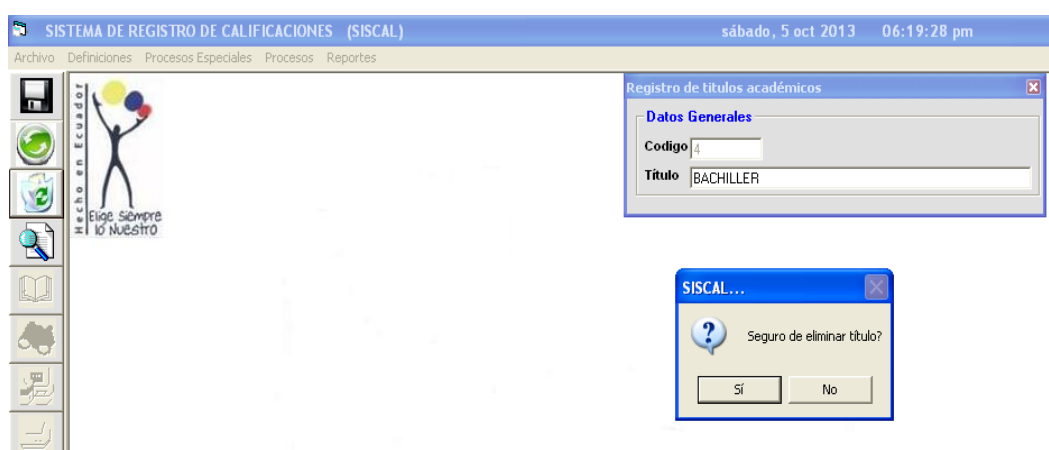 SISTEMA DE REGISTRO DE CALIFICACIONES (SISCAL) sábado, 5 oct 2013 06:19:28 pm
Archivo Definiciones Procesos Especiales Procesos Reportes
Hecho en Ecuador
Elige Siempre
lo Nuestro
Registro de titulos académicos
Datos Generales
Codigo 4
Título BACHILLER
SISCAL...
Seguro de eliminar título?
Sí No